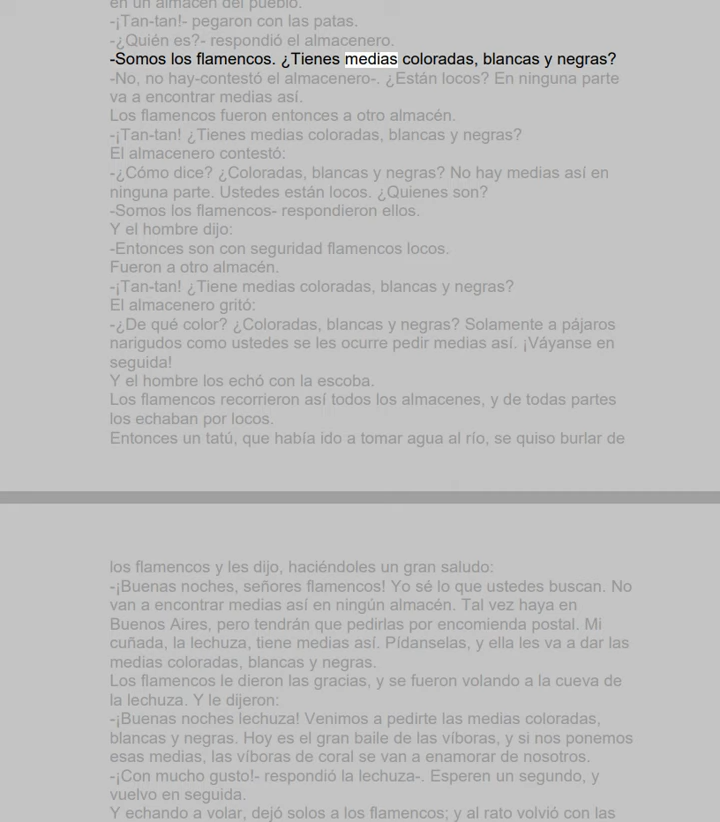 en un almacén del pueblo.
-¡Tan-tan!- pegaron con las patas.
-¿Quién es?- respondió el almacenero.
-Somos los flamencos. ¿Tienes medias coloradas, blancas y negras?
-No, no hay-contestó el almacenero-. ¿Están locos? En ninguna parte
va a encontrar medias así.
Los flamencos fueron entonces a otro almacén.
-¡Tan-tan! ¿Tienes medias coloradas, blancas y negras?
El almacenero contestó:
-¿Cómo dice? ¿Coloradas, blancas y negras? No hay medias así en
ninguna parte. Ustedes están locos. ¿Quienes son?
-Somos los flamencos- respondieron ellos.
Y el hombre dijo:
-Entonces son con seguridad flamencos locos.
Fueron a otro almacén.
-¡Tan-tan! ¿Tiene medias coloradas, blancas y negras?
El almacenero gritó:
-¿De qué color? ¿Coloradas, blancas y negras? Solamente a pájaros
narigudos como ustedes se les ocurre pedir medias así. ¡Váyanse en
seguida!
Y el hombre los echó con la escoba.
Los flamencos recorrieron así todos los almacenes, y de todas partes
los echaban por locos.
Entonces un tatú, que había ido a tomar agua al río, se quiso burlar de
los flamencos y les dijo, haciéndoles un gran saludo:
-¡Buenas noches, señores flamencos! Yo sé lo que ustedes buscan. No
van a encontrar medias así en ningún almacén. Tal vez haya en
Buenos Aires, pero tendrán que pedirlas por encomienda postal. Mi
cuñada, la lechuza, tiene medias así. Pídanselas, y ella les va a dar las
medias coloradas, blancas y negras.
Los flamencos le dieron las gracias, y se fueron volando a la cueva de
la lechuza. Y le dijeron:
-¡Buenas noches lechuza! Venimos a pedirte las medias coloradas,
blancas y negras. Hoy es el gran baile de las víboras, y si nos ponemos
esas medias, las víboras de coral se van a enamorar de nosotros.
-¡Con mucho gusto!- respondió la lechuza-. Esperen un segundo, y
vuelvo en seguida.
Y echando a volar, dejó solos a los flamencos; y al rato volvió con las